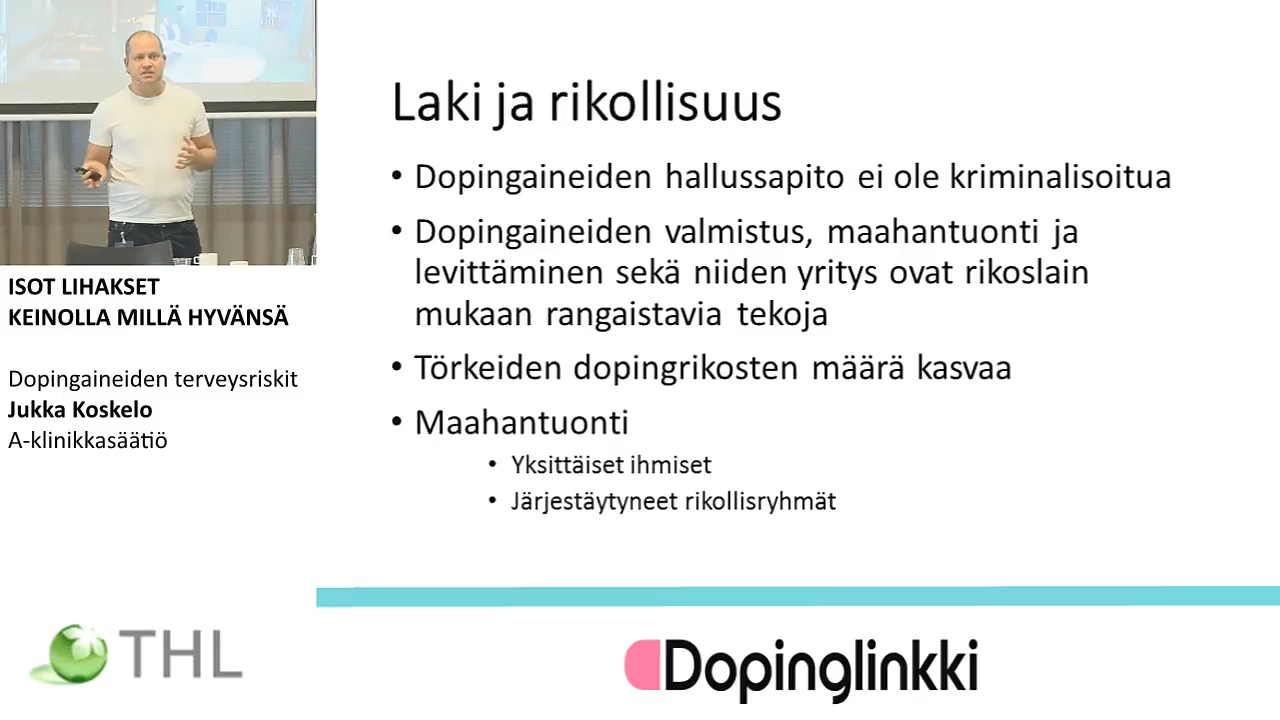 ISOT LIHAKSET
KEINOLLA MILLÄ HYVÄNSÄ
Dopingaineiden terveysriskit
Jukka Koskelo
A-klinikkasäätiö
THL
Laki ja rikollisuus
• Dopingaineiden hallussapito ei ole kriminalisoitua
• Dopingaineiden valmistus, maahantuonti ja
levittäminen sekä niiden yritys ovat rikoslain
mukaan rangaistavia tekoja
• Törkeiden dopingrikosten määrä kasvaa
• Maahantuonti
• Yksittäiset ihmiset
• Järjestäytyneet rikollisryhmät
Dopinglinkki